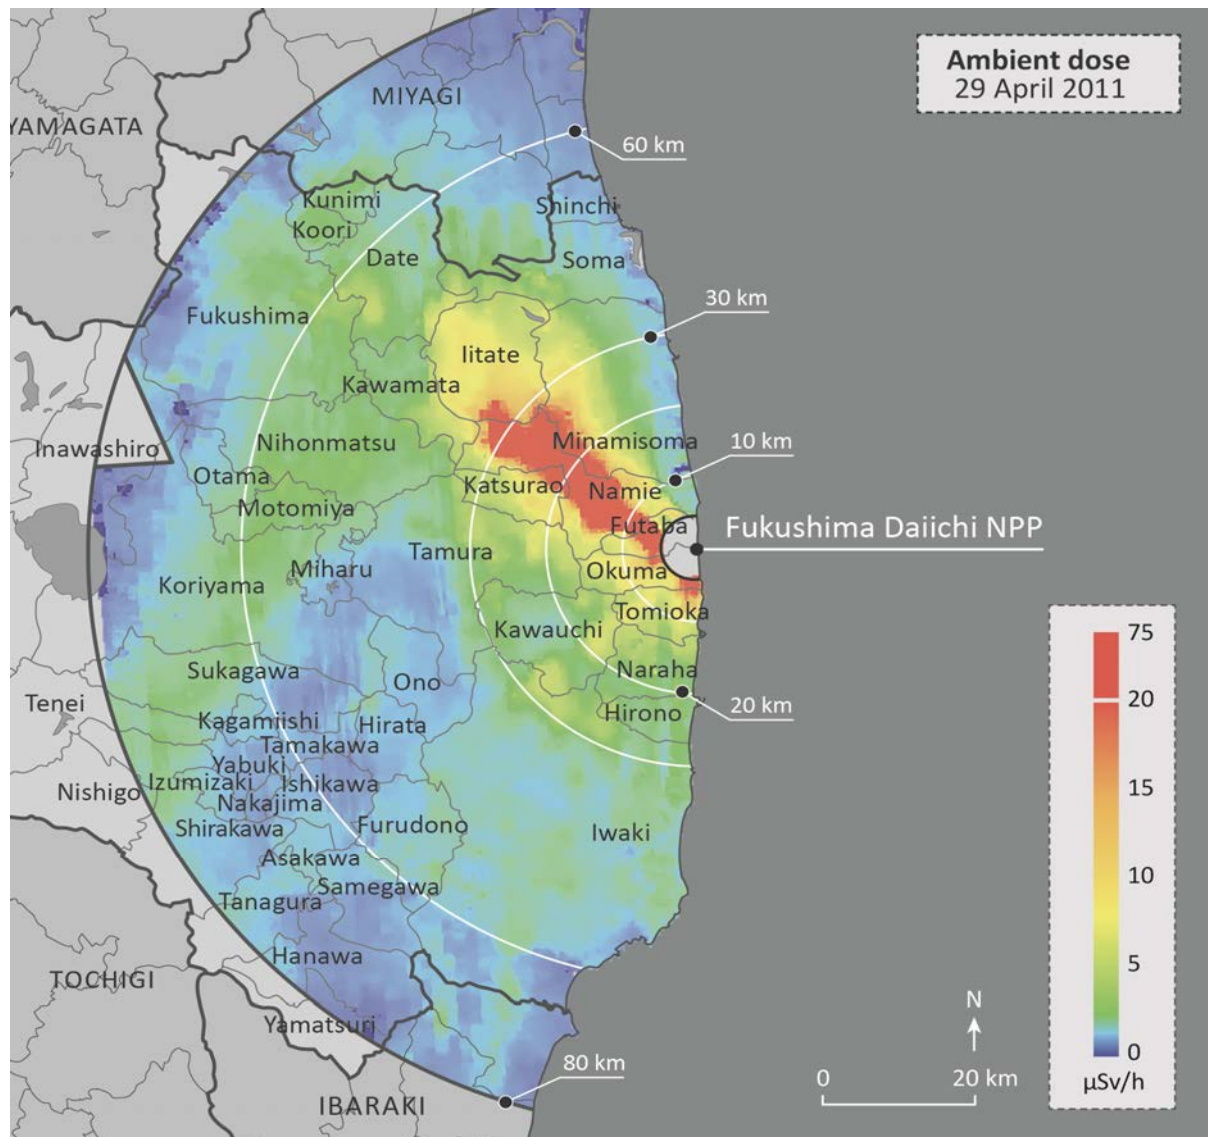 Ambient dose
29 April 2011
MIYAGI
YAMAGATA
60 km
Kunimi
Shinchi
Koori
Date
Soma
30 km
Fukushima
Iitate
Kawamata
Minamisoma
10 km
Inawashiro
Nihonmatsu
Otama
Katsurao
Namie
Motomiya
Futaba
Fukushima Daiichi NPP
Tamura
Miharu
Okuma
Koriyama
Tomioka
Kawauchi
Sukagawa
Naraha
Ono
Tenei
20 km
Hirono
Kagamiishi
Hirata
Tamakawa
Yabuki
Izumizaki
Ishikawa
Nishigo
Nakajima
Shirakawa
Furudono
Iwaki
Asakawa
Samegawa
Tanagura
Hanawa
TOCHIGI
Yamatsuri
80 km
IBARAKI
75
20
15
10
5
0
µSv/h
N
0
20 km